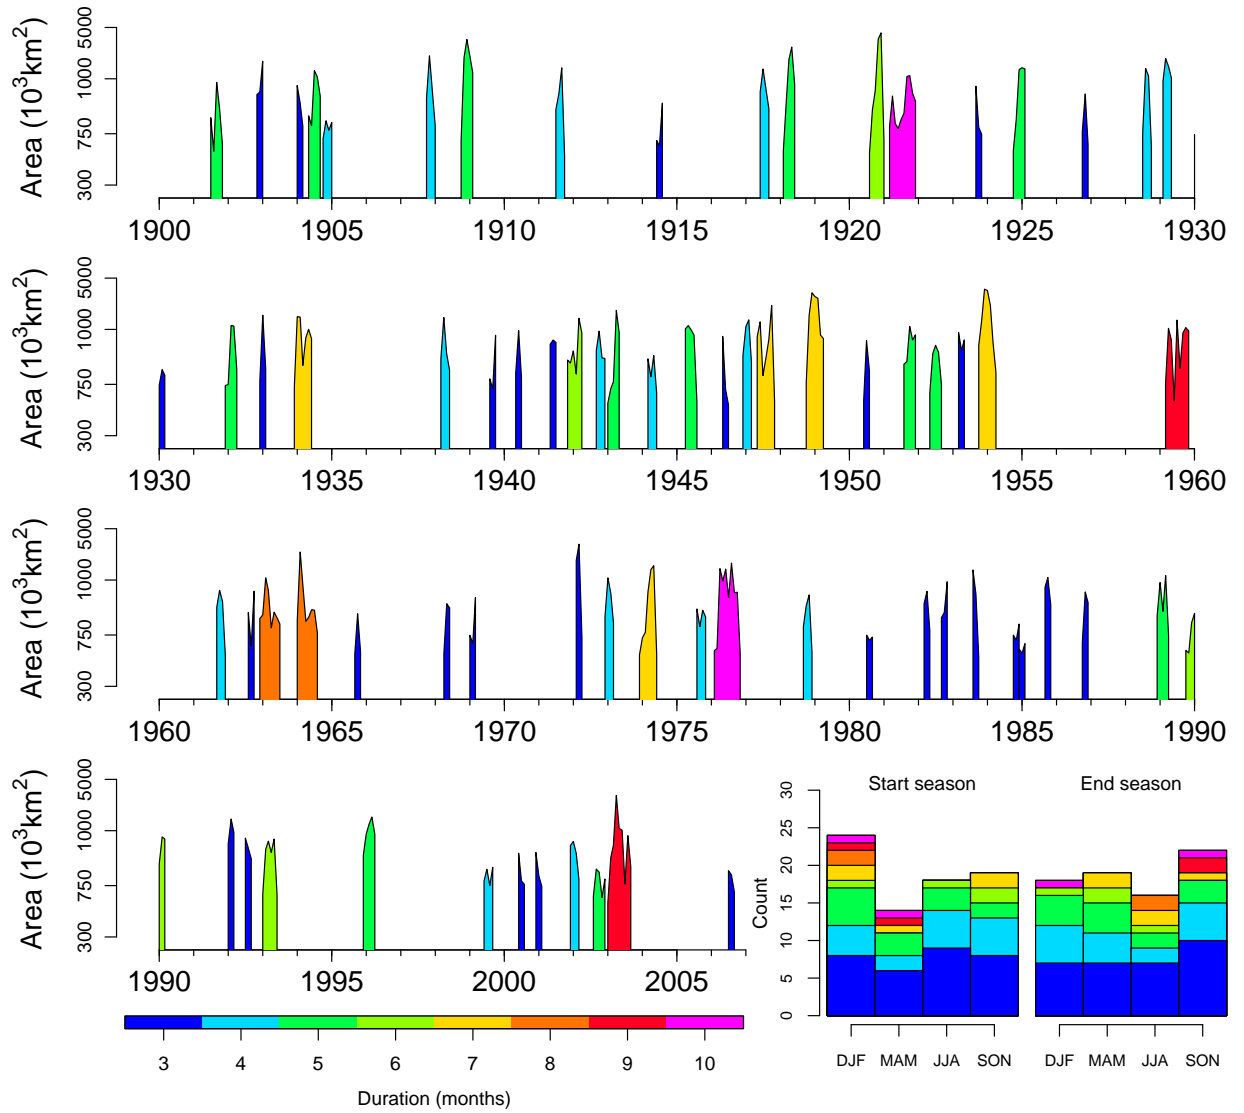 Area (10³km²)
5000
1000
750
300
1900 1905 1910 1915 1920 1925 1930
Area (10³km²)
5000
1000
750
300
1930 1935 1940 1945 1950 1955 1960
Area (10³km²)
5000
1000
750
300
1960 1965 1970 1975 1980 1985 1990
Area (10³km²)
5000
1000
750
300
1990 1995 2000 2005
3 4 5 6 7 8 9 10
Duration (months)
Start season End season
Count
30
25
20
15
10
5
0
DJF MAM JJA SON DJF MAM JJA SON